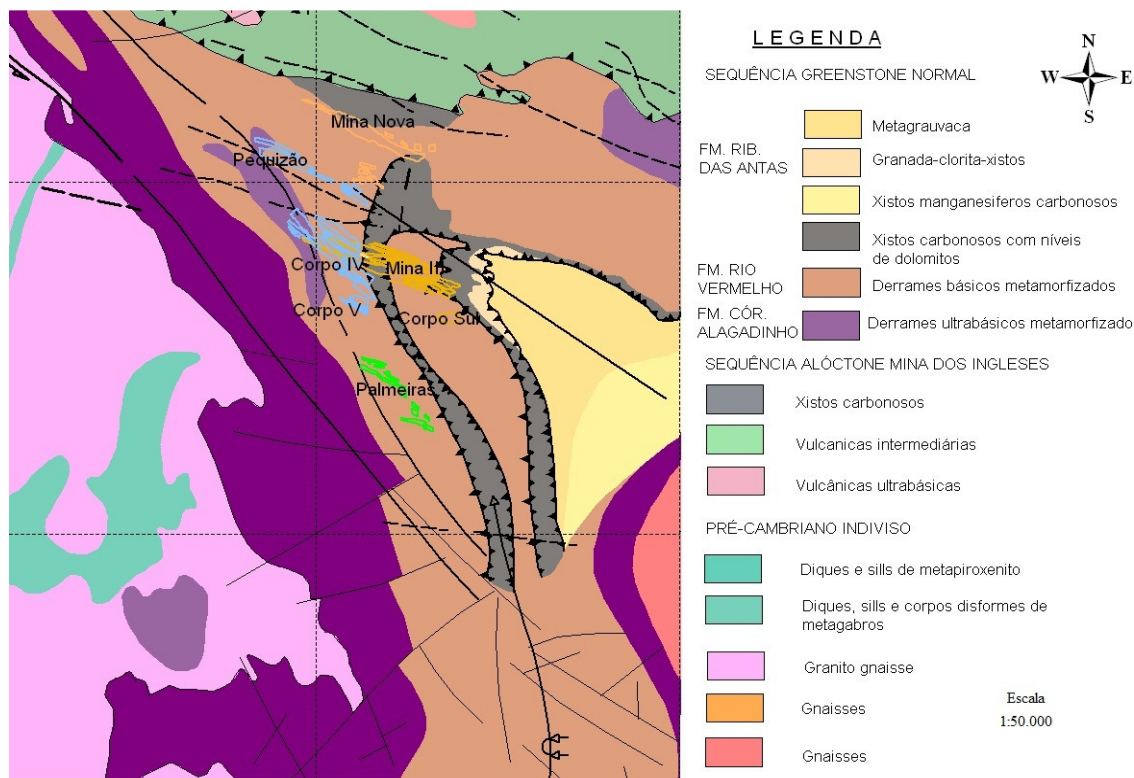 Mina Nova
Pequizão
Corpo IV
Mina III
Corpo V
Corpo Sul
Palmeiras
LEGENDA
N
W E
S
SEQUÊNCIA GREENSTONE NORMAL
FM. RIB.
DAS ANTAS
Metagrauvaca
Granada-clorita-xistos
Xistos manganesiferos carbonosos
Xistos carbonosos com níveis
de dolomitos
FM. RIO
VERMELHO
Derrames básicos metamorfizados
FM. CÓR.
ALAGADINHO
Derrames ultrabásicos metamorfizado
SEQUÊNCIA ALÓCTONE MINA DOS INGLESES
Xistos carbonosos
Vulcanicas intermediárias
Vulcânicas ultrabásicas
PRÉ-CAMBRIANO INDIVISO
Diques e sills de metapiroxenito
Diques, sills e corpos disformes de
metagabros
Granito gnaisse
Gnaisses
Gnaisses
Escala
1:50.000